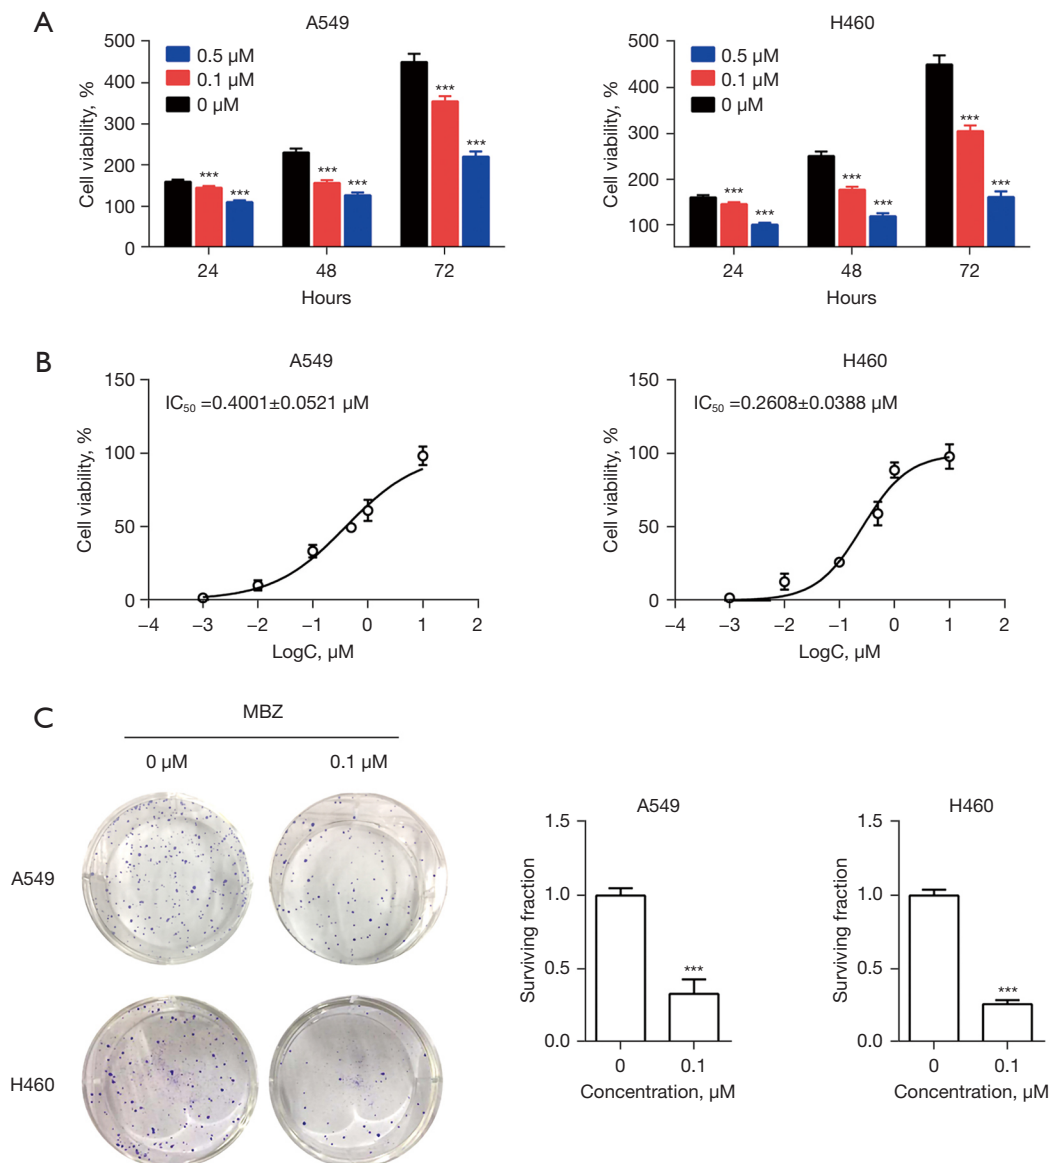 A
A549
500
400
300
200
100
0
Cell viability, %
0.5 µM
0.1 µM
0 µM
***
***
***
***
***
***
24
48
72
Hours
H460
500
400
300
200
100
Cell viability, %
0.5 µM
0.1 µM
0 µM
***
***
***
***
***
***
24
48
72
Hours
B
A549
150
100
50
0
Cell viability, %
IC50 =0.4001±0.0521 µM
–4
–3
–2
–1
0
1
2
LogC, µM
H460
150
100
50
0
Cell viability, %
IC50 =0.2608±0.0388 µM
–4
–3
–2
–1
0
1
2
LogC, µM
C
MBZ
0 µM
0.1 µM
A549
H460
A549
1.5
1.0
0.5
0.0
Surviving fraction
***
0
0.1
Concentration, µM
H460
1.5
1.0
0.5
0.0
Surviving fraction
***
0
0.1
Concentration, µM